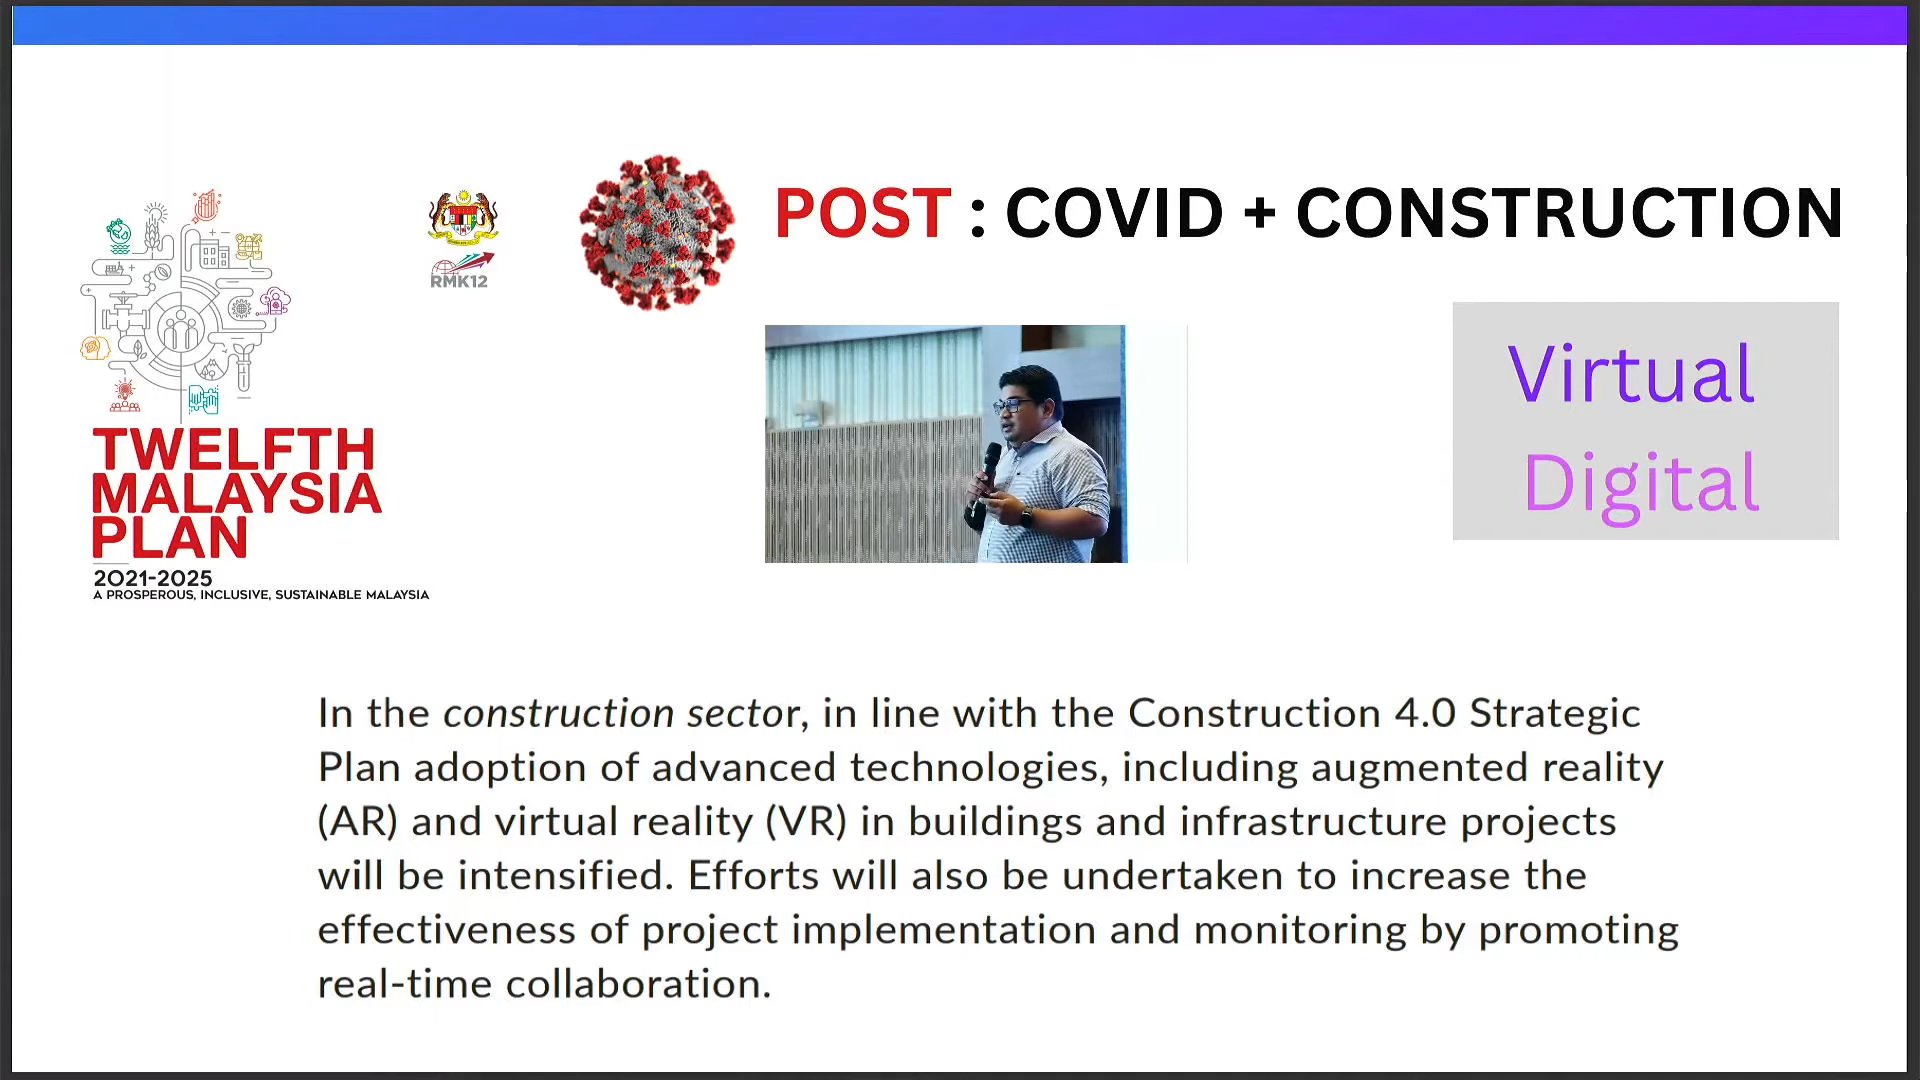 POST : COVID + CONSTRUCTION
RMK12
Virtual
Digital
TWELFTH
MALAYSIA
PLAN
2021-2025
A PROSPEROUS, INCLUSIVE, SUSTAINABLE MALAYSIA
In the construction sector, in line with the Construction 4.0 Strategic
Plan adoption of advanced technologies, including augmented reality
(AR) and virtual reality (VR) in buildings and infrastructure projects
will be intensified. Efforts will also be undertaken to increase the
effectiveness of project implementation and monitoring by promoting
real-time collaboration.